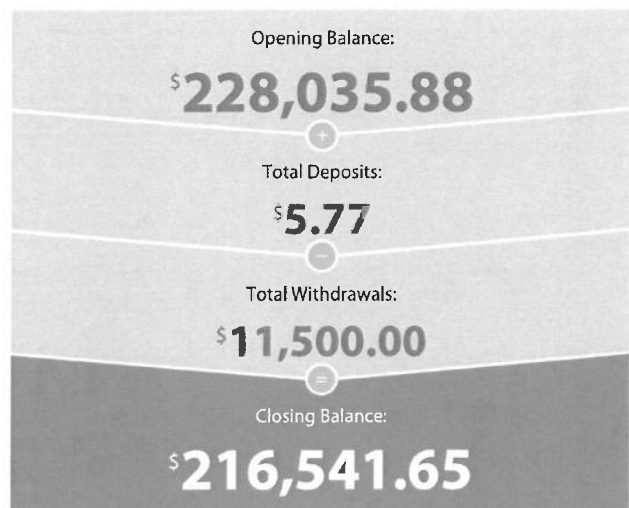 Opening Balance:
$228,035.88
+
Total Deposits:
$5.77
−
Total Withdrawals:
$11,500.00
=
Closing Balance:
$216,541.65